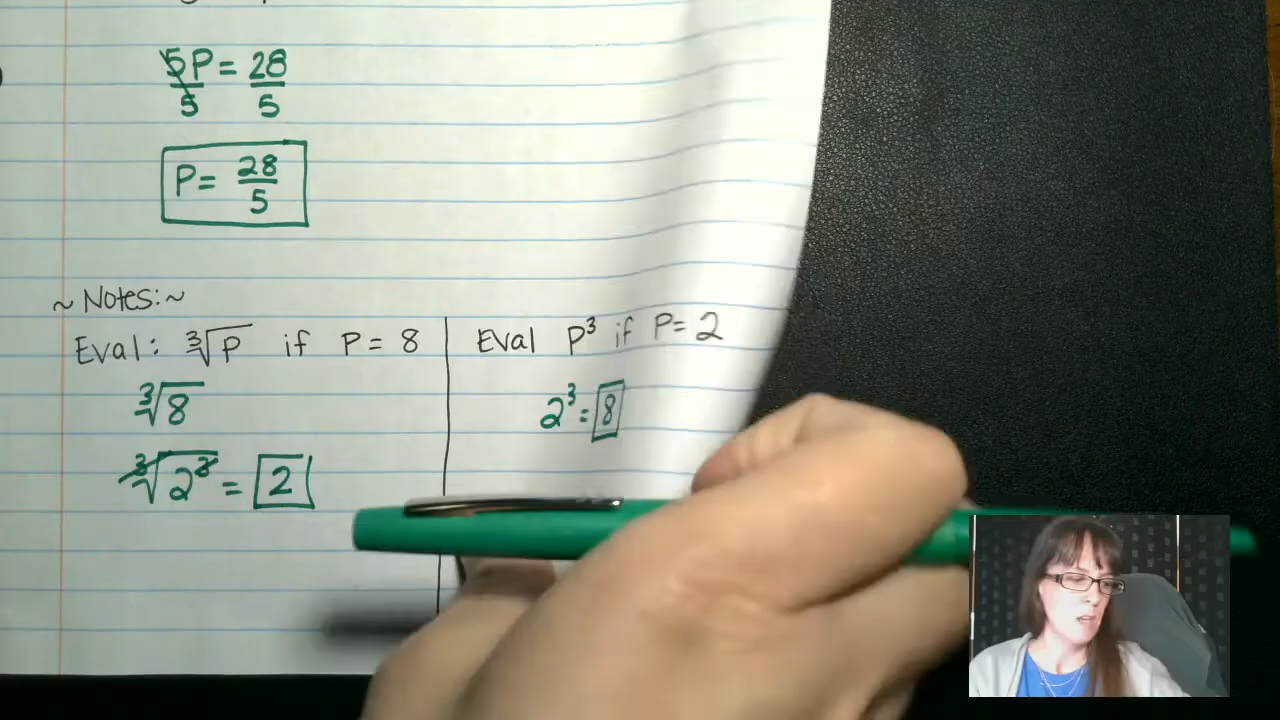 5P = 28
5 5
P = 28
5
~ Notes: ~
Eval: ∛P if P = 8
∛8
∛2³ = 2
Eval P³ if P = 2
2³ = 8